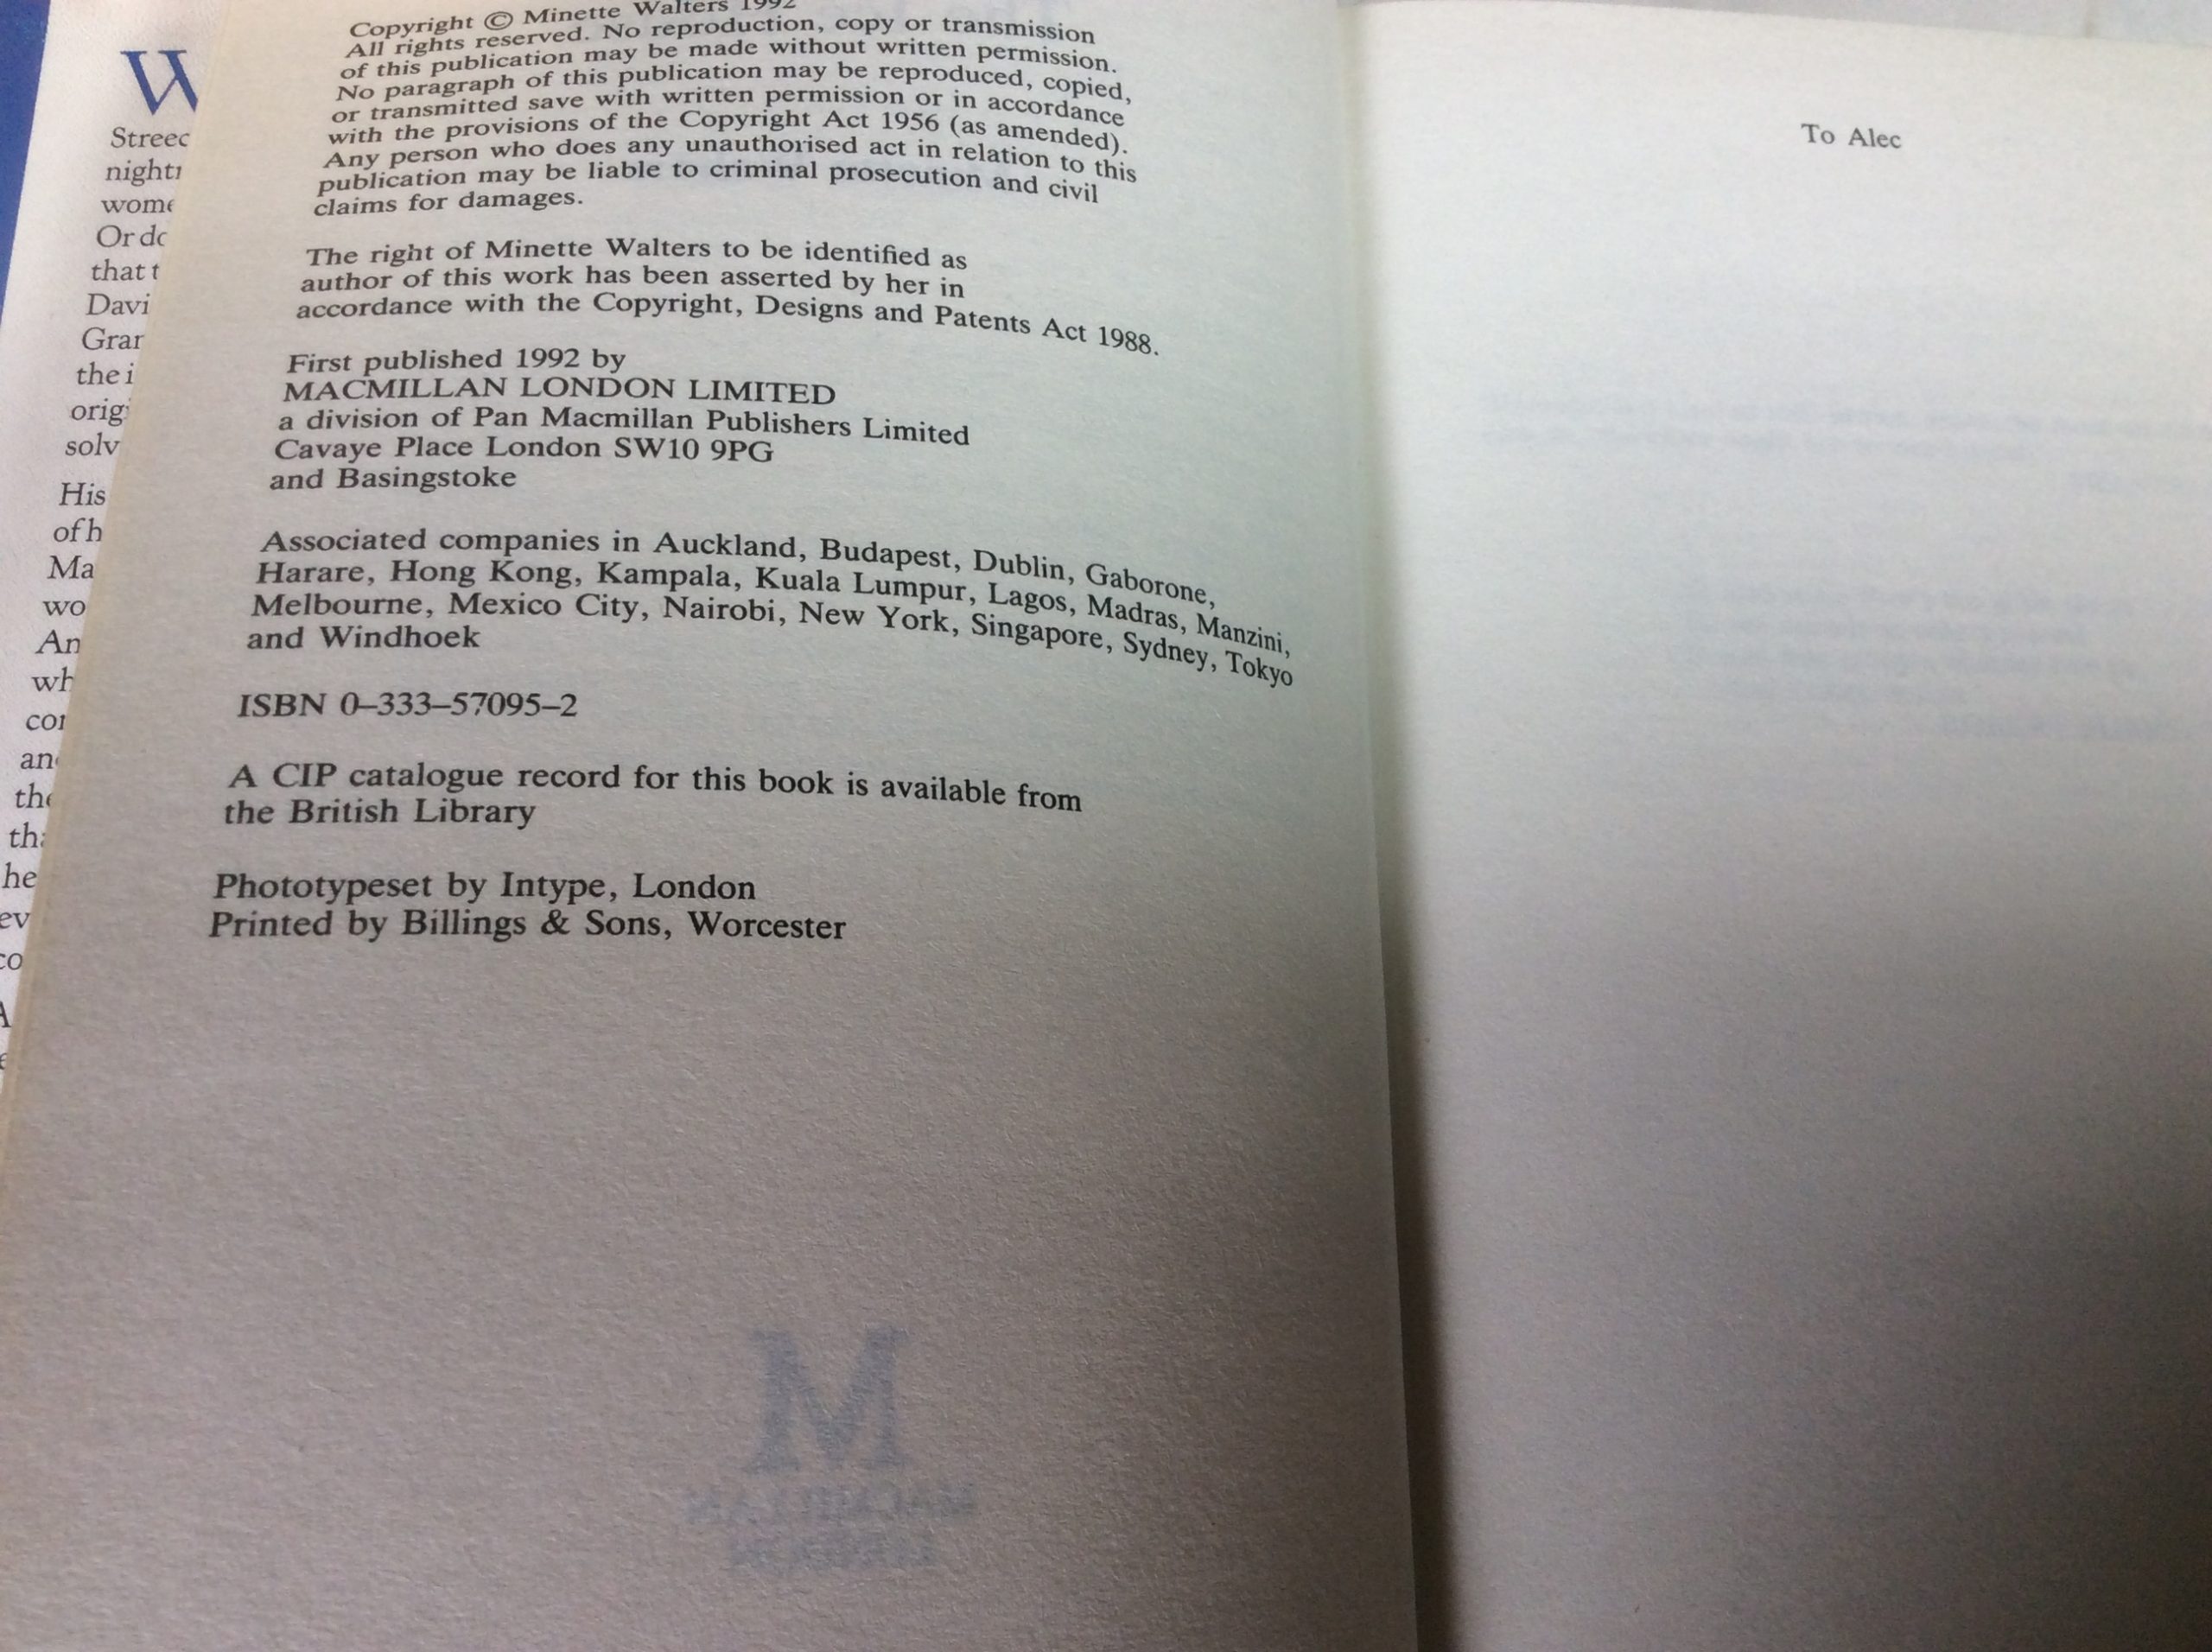 W
Streec
nightr
wome
Or dc
that t
Davi
Grar
the i
origi
solv
His
of h
Ma
wo
An
wh
cor
an
the
tha
he
ev
co
A
Copyright © Minette Walters 1992
All rights reserved. No reproduction, copy or transmission
of this publication may be made without written permission.
No paragraph of this publication may be reproduced, copied,
or transmitted save with written permission or in accordance
with the provisions of the Copyright Act 1956 (as amended).
Any person who does any unauthorised act in relation to this
publication may be liable to criminal prosecution and civil
claims for damages.
The right of Minette Walters to be identified as
author of this work has been asserted by her in
accordance with the Copyright, Designs and Patents Act 1988.
First published 1992 by
MACMILLAN LONDON LIMITED
a division of Pan Macmillan Publishers Limited
Cavaye Place London SW10 9PG
and Basingstoke
Associated companies in Auckland, Budapest, Dublin, Gaborone,
Harare, Hong Kong, Kampala, Kuala Lumpur, Lagos, Madras, Manzini,
Melbourne, Mexico City, Nairobi, New York, Singapore, Sydney, Tokyo
and Windhoek
ISBN 0–333–57095–2
A CIP catalogue record for this book is available from
the British Library
Phototypeset by Intype, London
Printed by Billings & Sons, Worcester
M
MACMILLAN
LONDON
To Alec